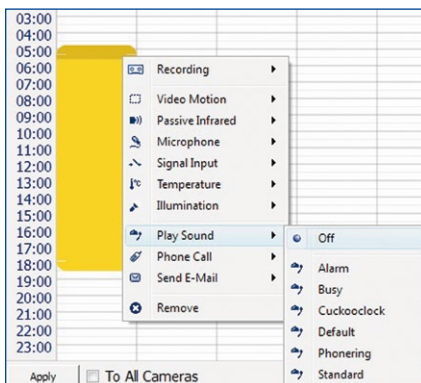 03:00
04:00
05:00
06:00
07:00
08:00
09:00
10:00
11:00
12:00
13:00
14:00
15:00
16:00
17:00
18:00
19:00
20:00
21:00
22:00
23:00
Recording
Video Motion
Passive Infrared
Microphone
Signal Input
Temperature
Illumination
Play Sound
Phone Call
Send E-Mail
Remove
Off
Alarm
Busy
Cuckooclock
Default
Phonering
Standard
Apply
To All Cameras